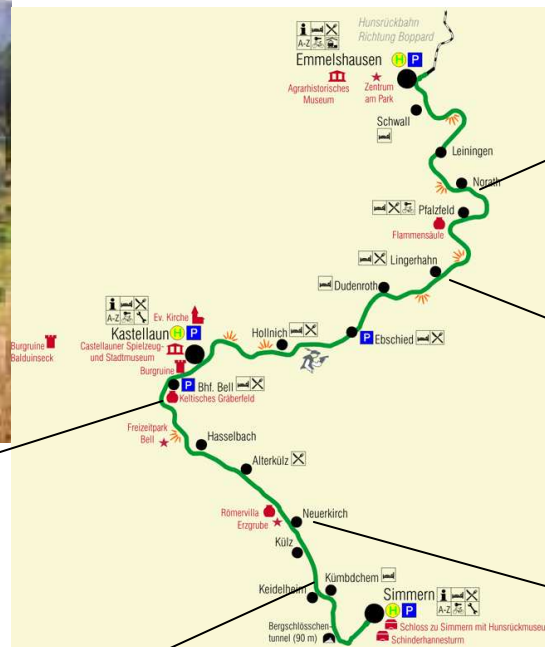 Hunsrückbahn
Richtung Boppard
i
A-Z
Emmelshausen H P
Agrarhistorisches
Museum
Zentrum
am Park
Schwall
Leiningen
Norath
Pfalzfeld
Flammensäule
Lingerhahn
Dudenroth
i
A-Z
Ev. Kirche
Kastellaun H P
Hollnich
P Ebschied
Burgruine
Balduinseck
Castellauner Spielzeug-
und Stadtmuseum
Burgruine
P Bhf. Bell
Keltisches Gräberfeld
Freizeitpark
Bell
Hasselbach
Alterkülz
Römervilla
Erzgrube
Neuerkirch
Külz
Kümbdchem
Keidelheim
Simmern
i
A-Z
H P
Bergschlösschen-
tunnel (90 m)
Schloss zu Simmern mit Hunsrückmuseu
Schinderhannesturm